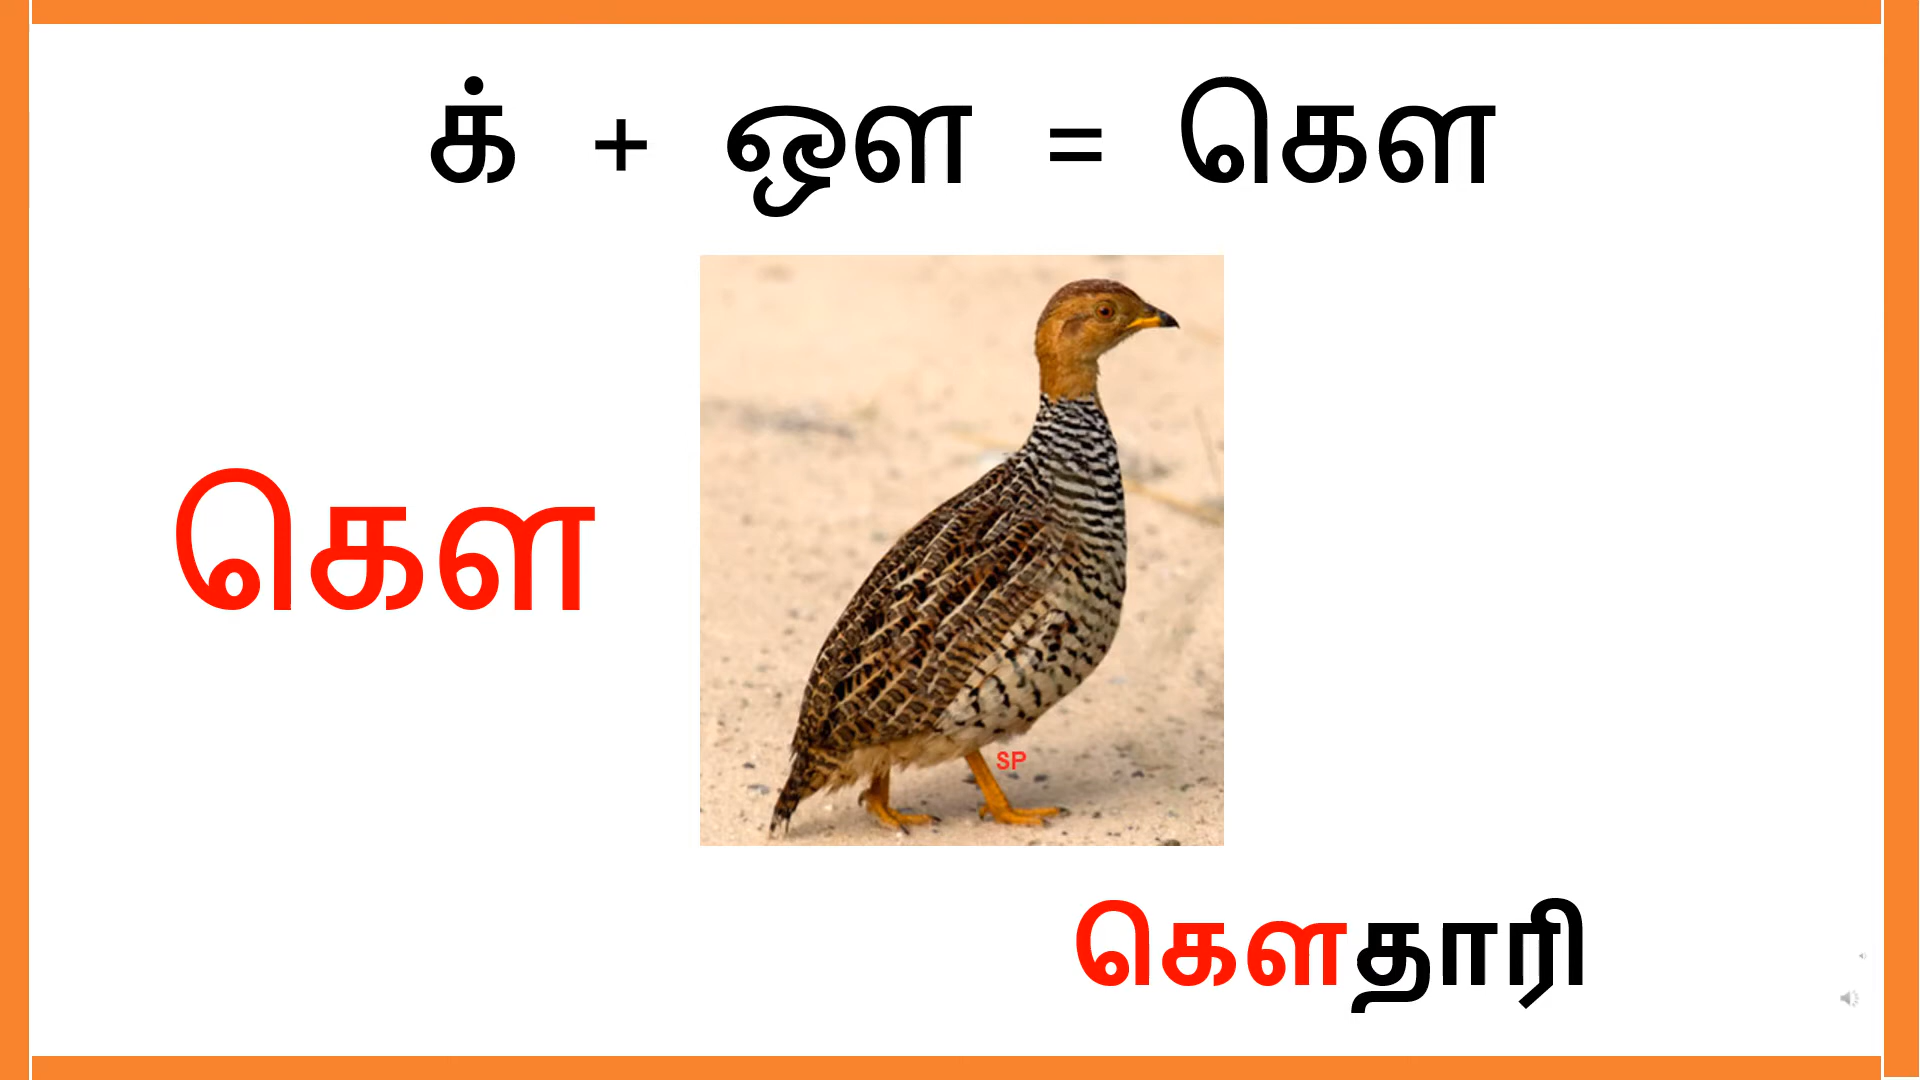 க் + ஔ = கௌ
கௌ
SP
கௌதாரி